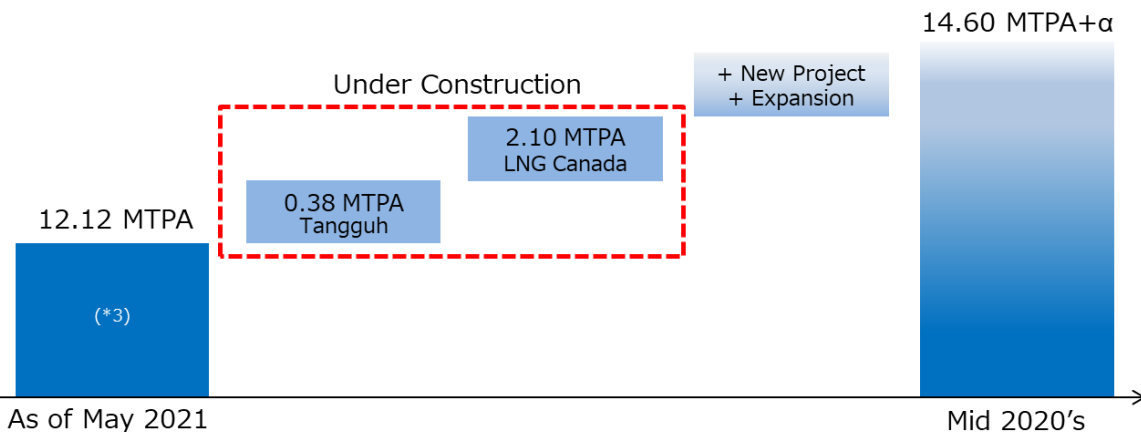 14.60 MTPA+α
+ New Project
+ Expansion
Under Construction
2.10 MTPA
LNG Canada
0.38 MTPA
Tangguh
12.12 MTPA
(*3)
As of May 2021
Mid 2020's